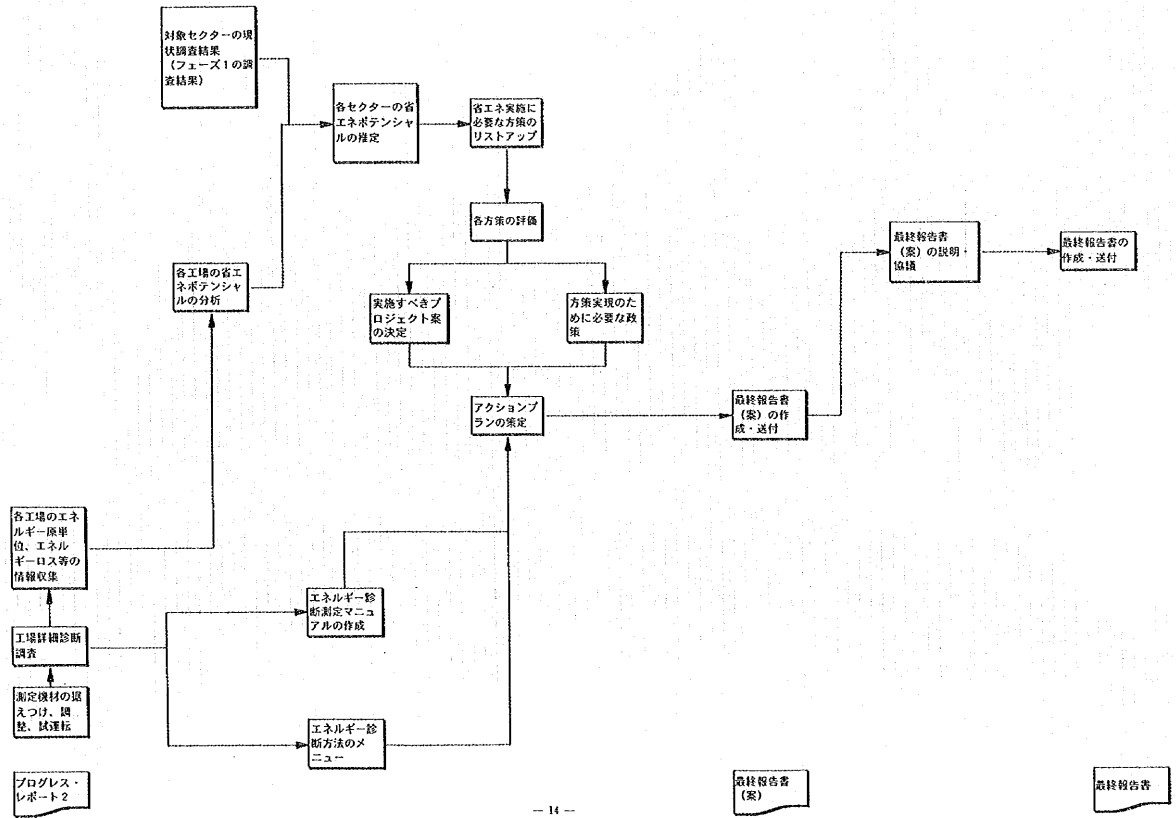 対象セクターの現
状調査結果
(フェーズ1の調
査結果)
各セクターの省
エネポテンシャ
ルの推定
省エネ実施に
必要な方策の
リストアップ
各方策の評価
各工場の省エ
ネポテンシャ
ルの分析
実施すべきプ
ロジェクト案
の決定
方策実現のた
めに必要な政
策
最終報告書
(案)の説明・
協議
最終報告書の
作成・送付
アクションプ
ランの策定
最終報告書
(案)の作
成・送付
各工場のエネ
ルギー原単
位、エネル
ギーロス等の
情報収集
エネルギー診
断測定マニュ
アルの作成
工場詳細診断
調査
測定機材の据
えつけ、調
整、試運転
エネルギー診
断方法のメ
ニュー
プログレス・
レポート2
最終報告書
(案)
最終報告書
— 14 —